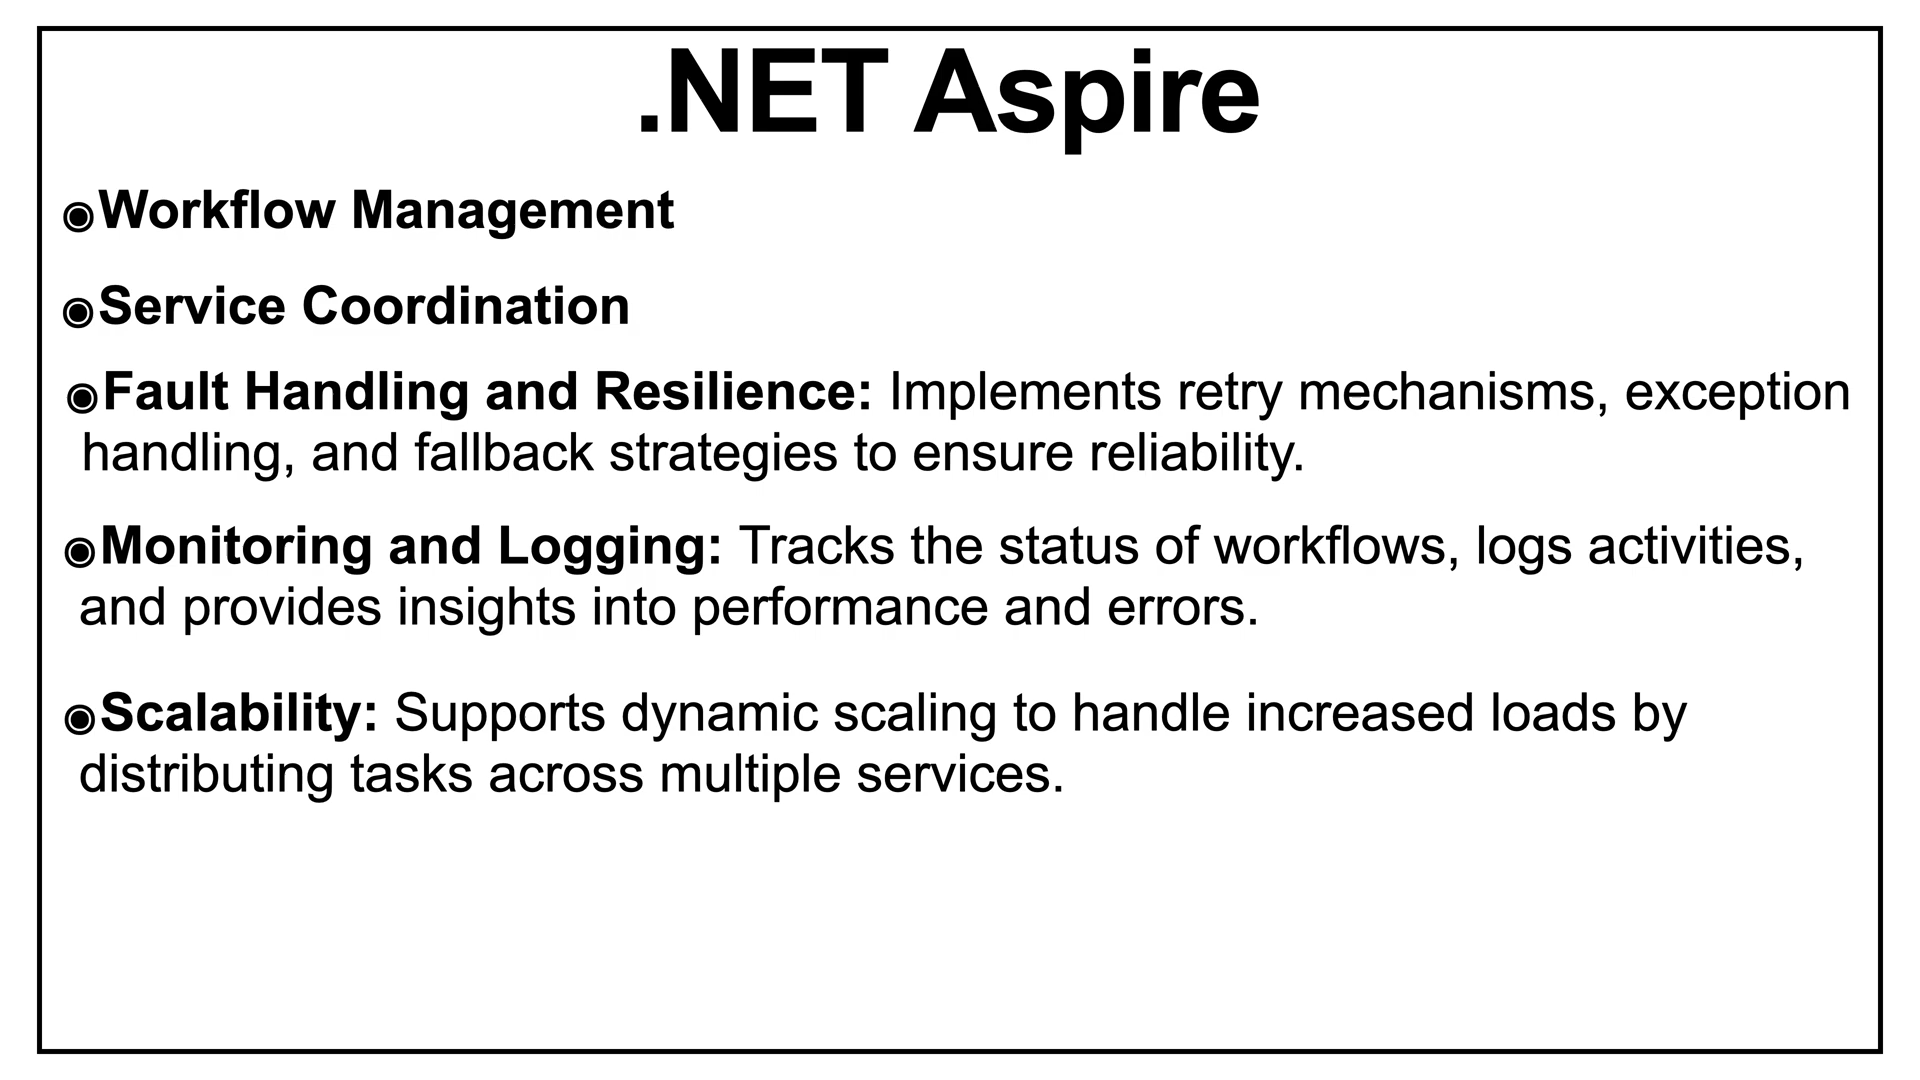 .NET Aspire
◉Workflow Management
◉Service Coordination
◉Fault Handling and Resilience: Implements retry mechanisms, exception
handling, and fallback strategies to ensure reliability.
◉Monitoring and Logging: Tracks the status of workflows, logs activities,
and provides insights into performance and errors.
◉Scalability: Supports dynamic scaling to handle increased loads by
distributing tasks across multiple services.